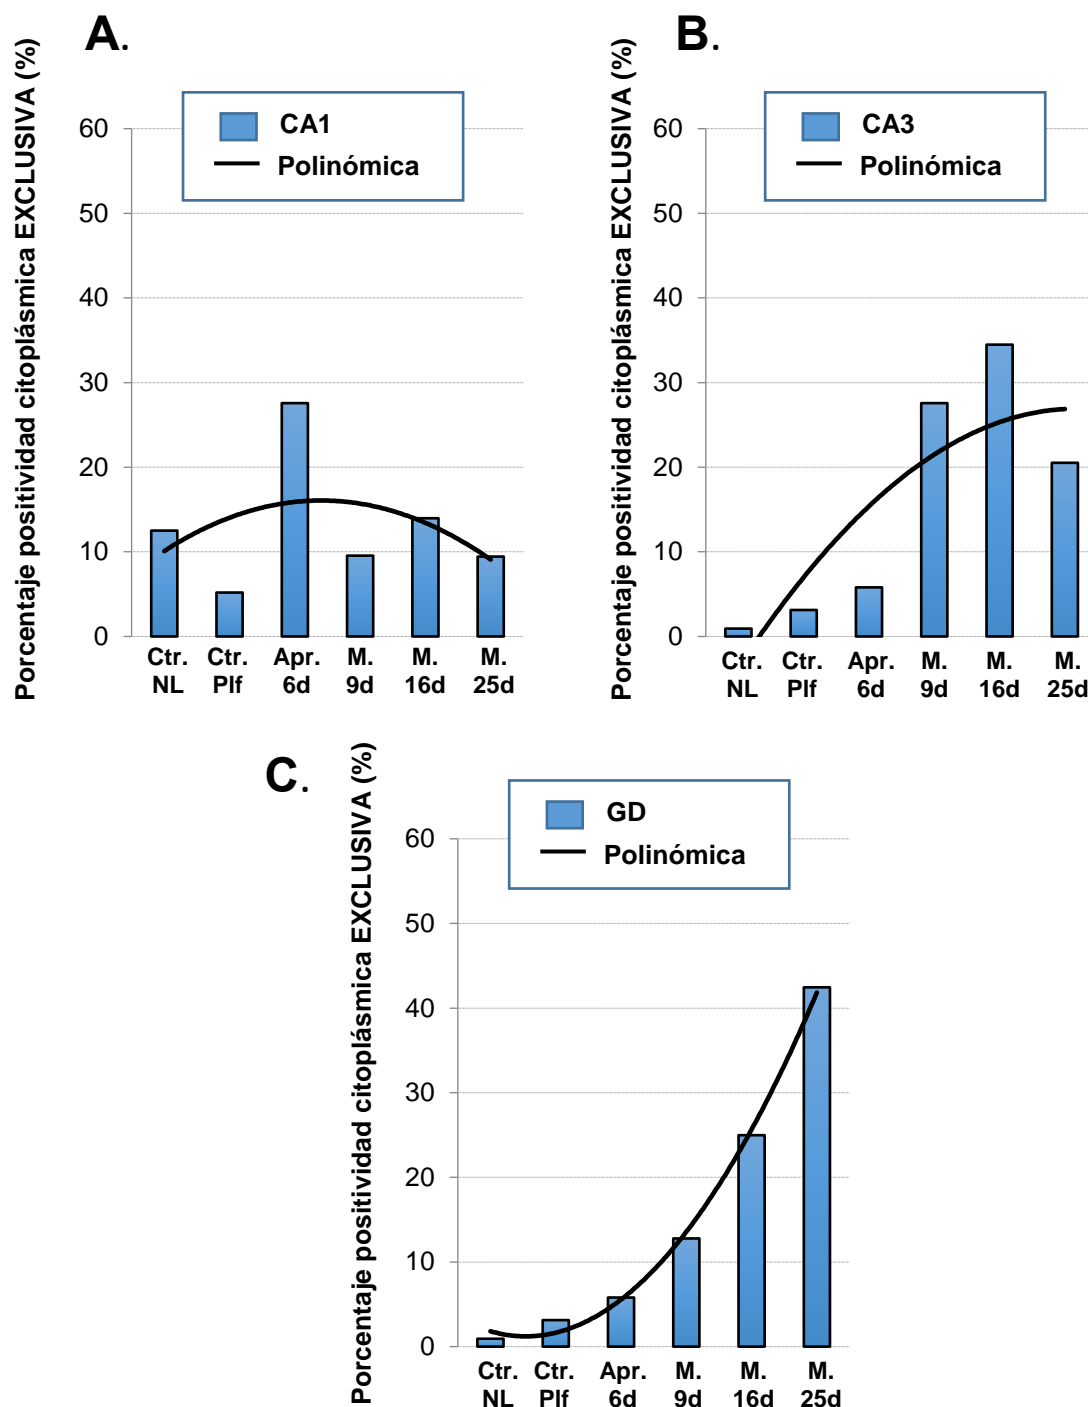 A.
Porcentaje positividad citoplásmica EXCLUSIVA (%)
CA1
Polinómica
60
50
40
30
20
10
0
Ctr. Ctr. Apr. M. M. M.
NL Plf 6d 9d 16d 25d
B.
Porcentaje positividad citoplásmica EXCLUSIVA (%)
CA3
Polinómica
60
50
40
30
20
10
0
Ctr. Ctr. Apr. M. M. M.
NL Plf 6d 9d 16d 25d
C.
Porcentaje positividad citoplásmica EXCLUSIVA (%)
GD
Polinómica
60
50
40
30
20
10
0
Ctr. Ctr. Apr. M. M. M.
NL Plf 6d 9d 16d 25d